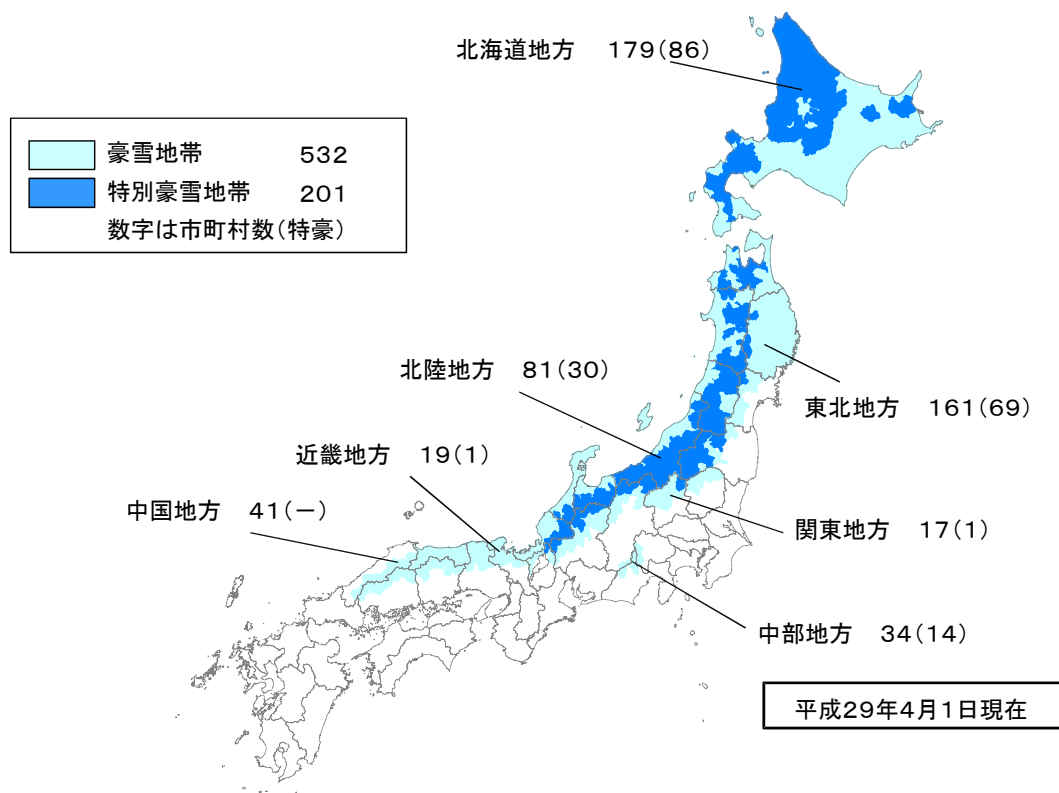 北海道地方　179(86)
豪雪地帯　532
特別豪雪地帯　201
数字は市町村数(特豪)
北陸地方　81(30)
東北地方　161(69)
近畿地方　19(1)
中国地方　41(－)
関東地方　17(1)
中部地方　34(14)
平成29年4月1日現在